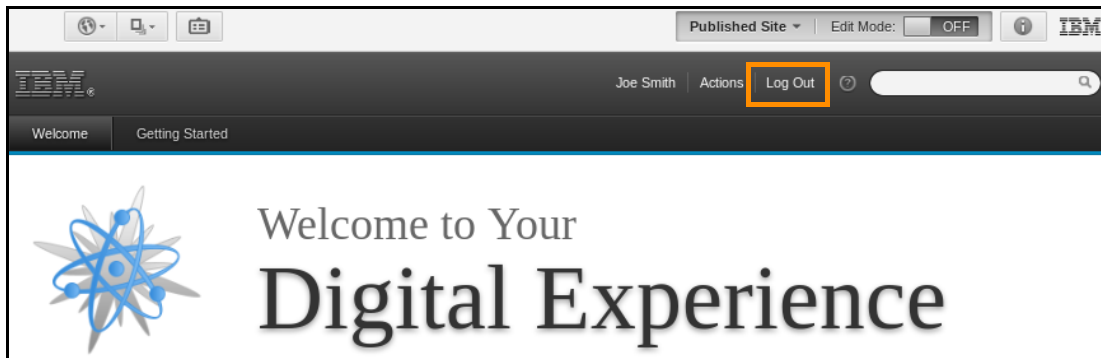 Published Site Edit Mode: OFF IBM
IBM® Joe Smith Actions Log Out ?
Welcome Getting Started
Welcome to Your
Digital Experience